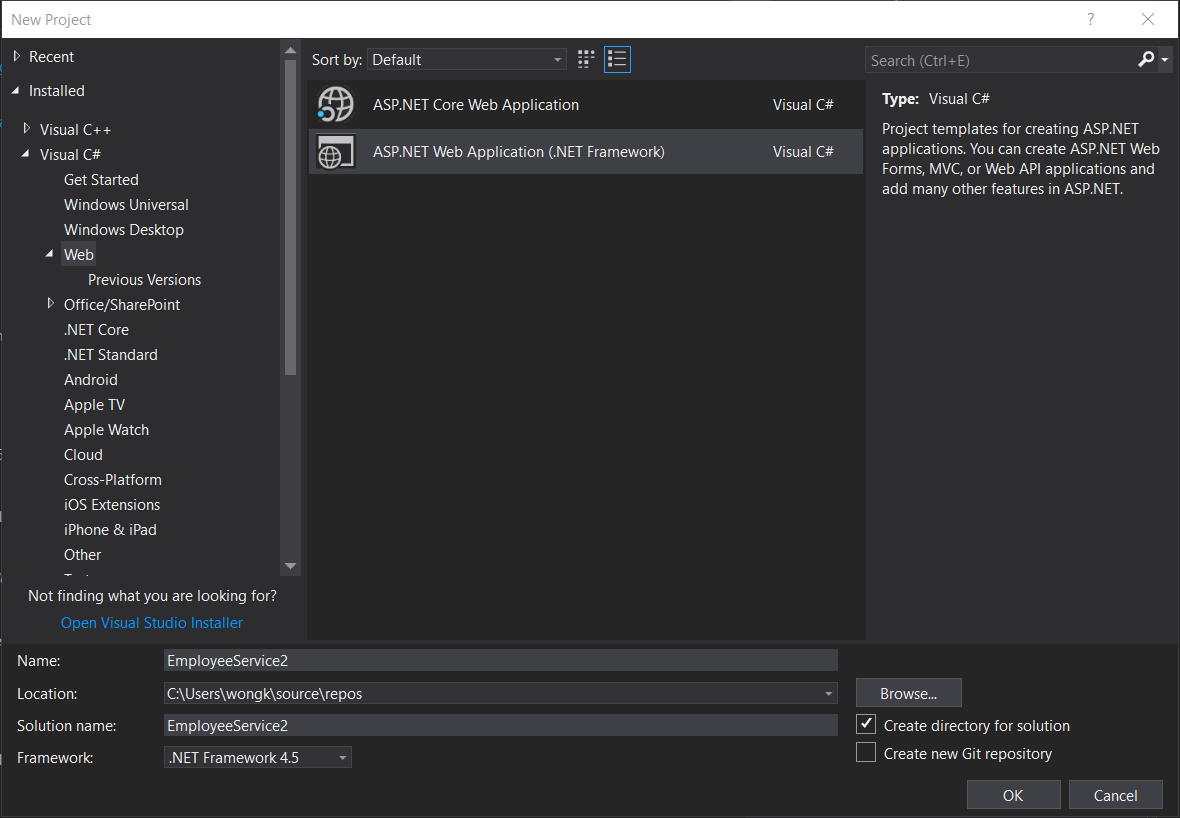 New Project
?
Recent
Installed
Visual C++
Visual C#
Get Started
Windows Universal
Windows Desktop
Web
Previous Versions
Office/SharePoint
.NET Core
.NET Standard
Android
Apple TV
Apple Watch
Cloud
Cross-Platform
iOS Extensions
iPhone & iPad
Other
Not finding what you are looking for?
Open Visual Studio Installer
Sort by: Default
ASP.NET Core Web Application Visual C#
ASP.NET Web Application (.NET Framework) Visual C#
Search (Ctrl+E)
Type: Visual C#
Project templates for creating ASP.NET
applications. You can create ASP.NET Web
Forms, MVC, or Web API applications and
add many other features in ASP.NET.
Name: EmployeeService2
Location: C:\Users\wongk\source\repos
Browse...
Solution name: EmployeeService2
Create directory for solution
Framework: .NET Framework 4.5
Create new Git repository
OK
Cancel